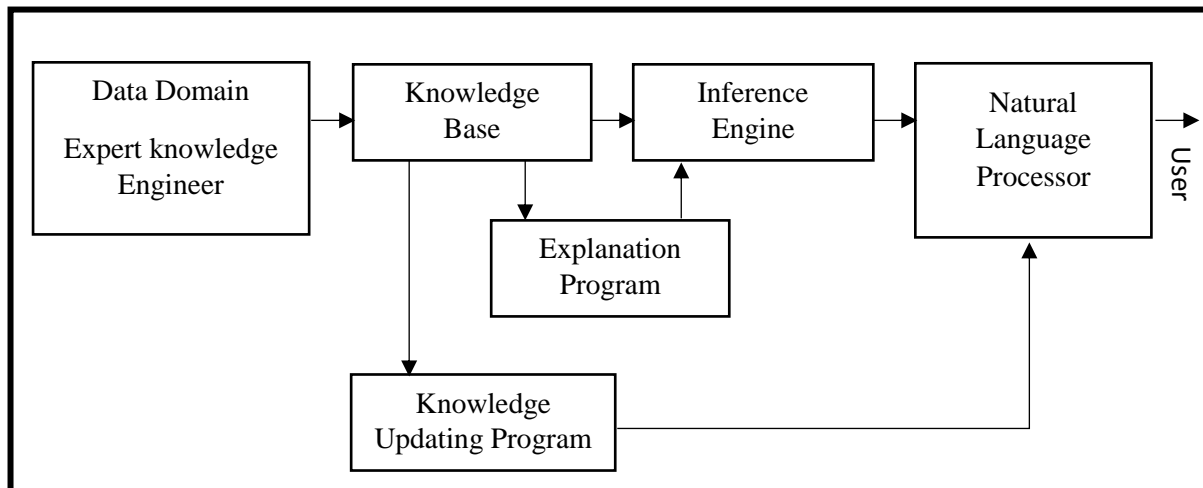 Data Domain
Expert knowledge
Engineer
Knowledge
Base
Inference
Engine
Natural
Language
Processor
User
Explanation
Program
Knowledge
Updating Program